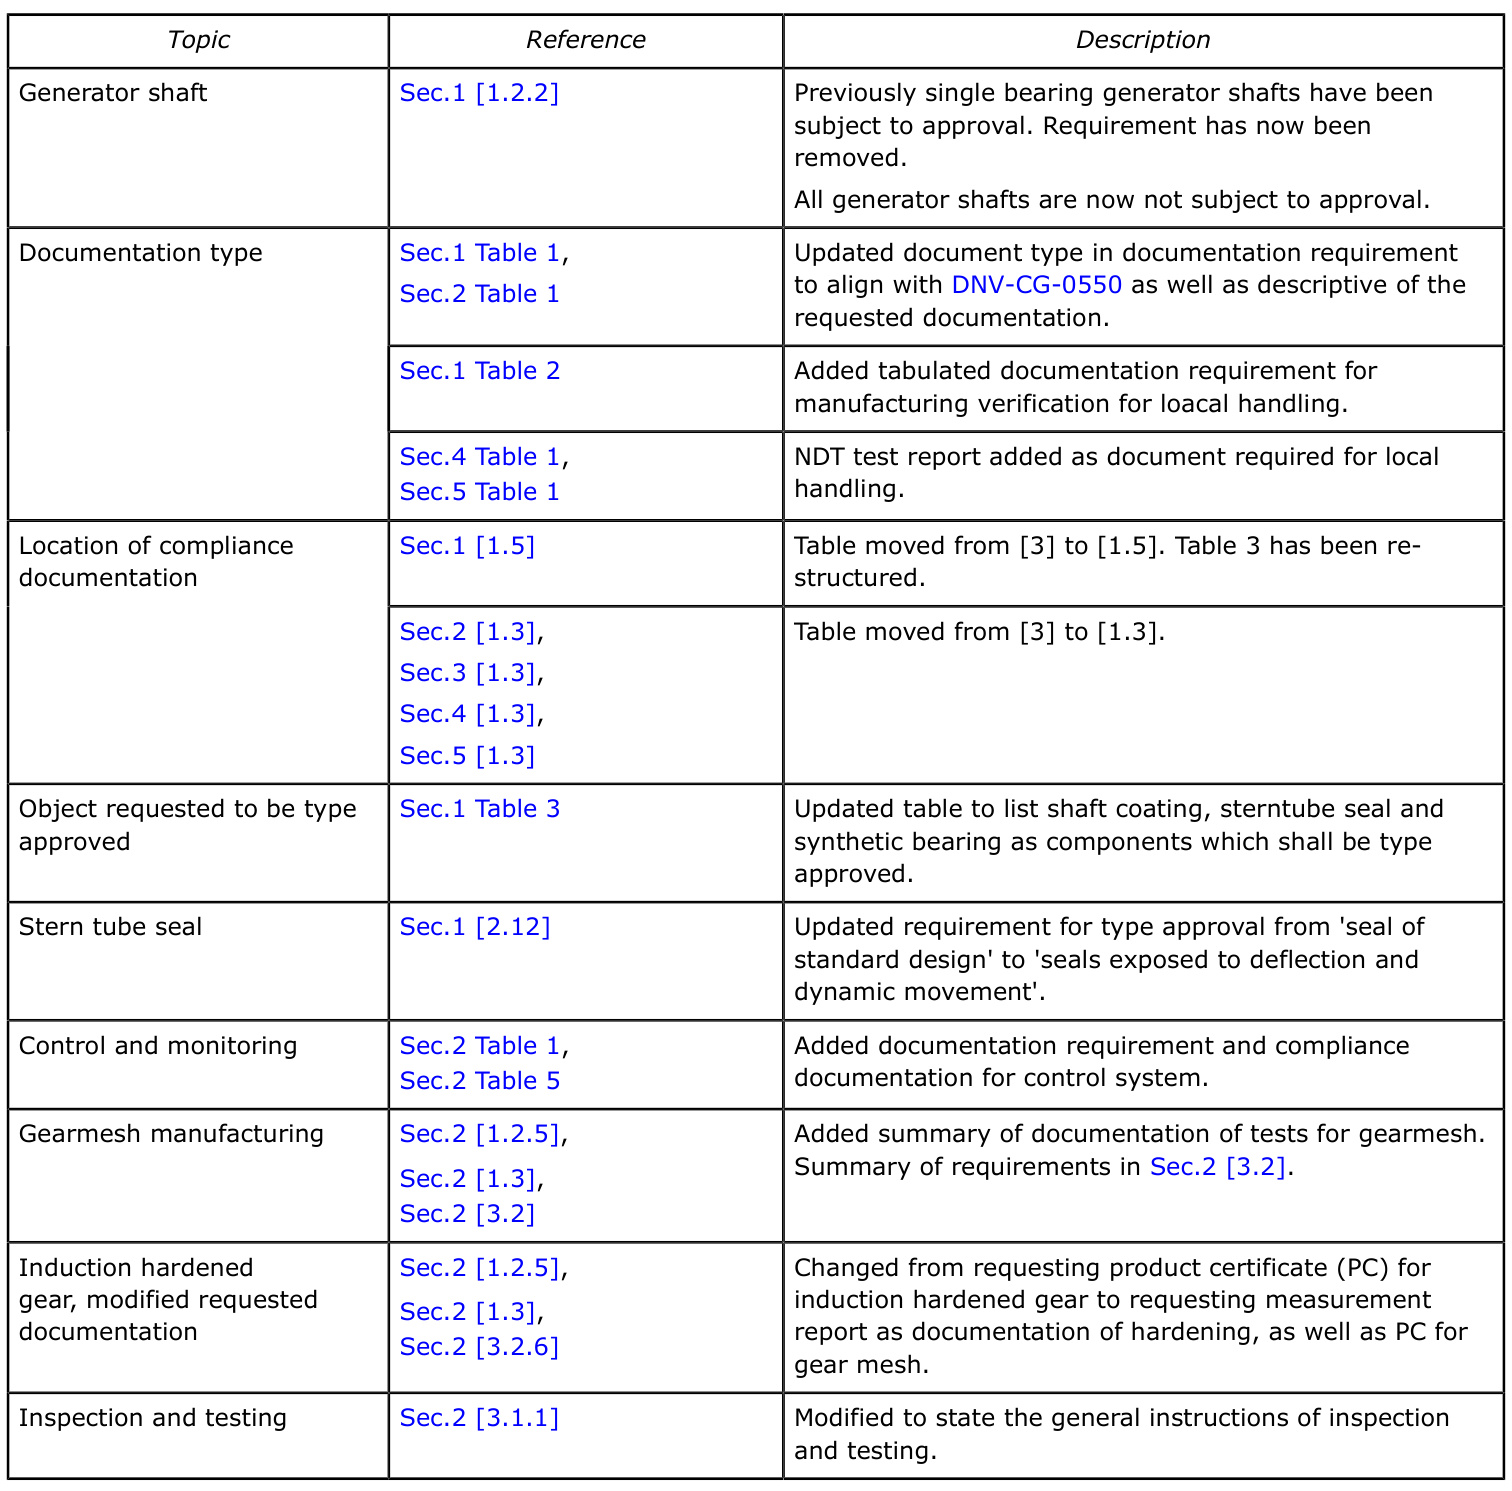 Topic Reference Description
Generator shaft Sec.1 [1.2.2] Previously single bearing generator shafts have been
subject to approval. Requirement has now been
removed.
All generator shafts are now not subject to approval.
Documentation type Sec.1 Table 1, Updated document type in documentation requirement
Sec.2 Table 1 to align with DNV-CG-0550 as well as descriptive of the
requested documentation.
Sec.1 Table 2 Added tabulated documentation requirement for
manufacturing verification for loacal handling.
Sec.4 Table 1, NDT test report added as document required for local
Sec.5 Table 1 handling.
Location of compliance Sec.1 [1.5] Table moved from [3] to [1.5]. Table 3 has been re-
documentation structured.
Sec.2 [1.3], Table moved from [3] to [1.3].
Sec.3 [1.3],
Sec.4 [1.3],
Sec.5 [1.3]
Object requested to be type Sec.1 Table 3 Updated table to list shaft coating, sterntube seal and
approved synthetic bearing as components which shall be type
approved.
Stern tube seal Sec.1 [2.12] Updated requirement for type approval from 'seal of
standard design' to 'seals exposed to deflection and
dynamic movement'.
Control and monitoring Sec.2 Table 1, Added documentation requirement and compliance
Sec.2 Table 5 documentation for control system.
Gearmesh manufacturing Sec.2 [1.2.5], Added summary of documentation of tests for gearmesh.
Sec.2 [1.3], Summary of requirements in Sec.2 [3.2].
Sec.2 [3.2]
Induction hardened Sec.2 [1.2.5], Changed from requesting product certificate (PC) for
gear, modified requested Sec.2 [1.3], induction hardened gear to requesting measurement
documentation Sec.2 [3.2.6] report as documentation of hardening, as well as PC for
gear mesh.
Inspection and testing Sec.2 [3.1.1] Modified to state the general instructions of inspection
and testing.